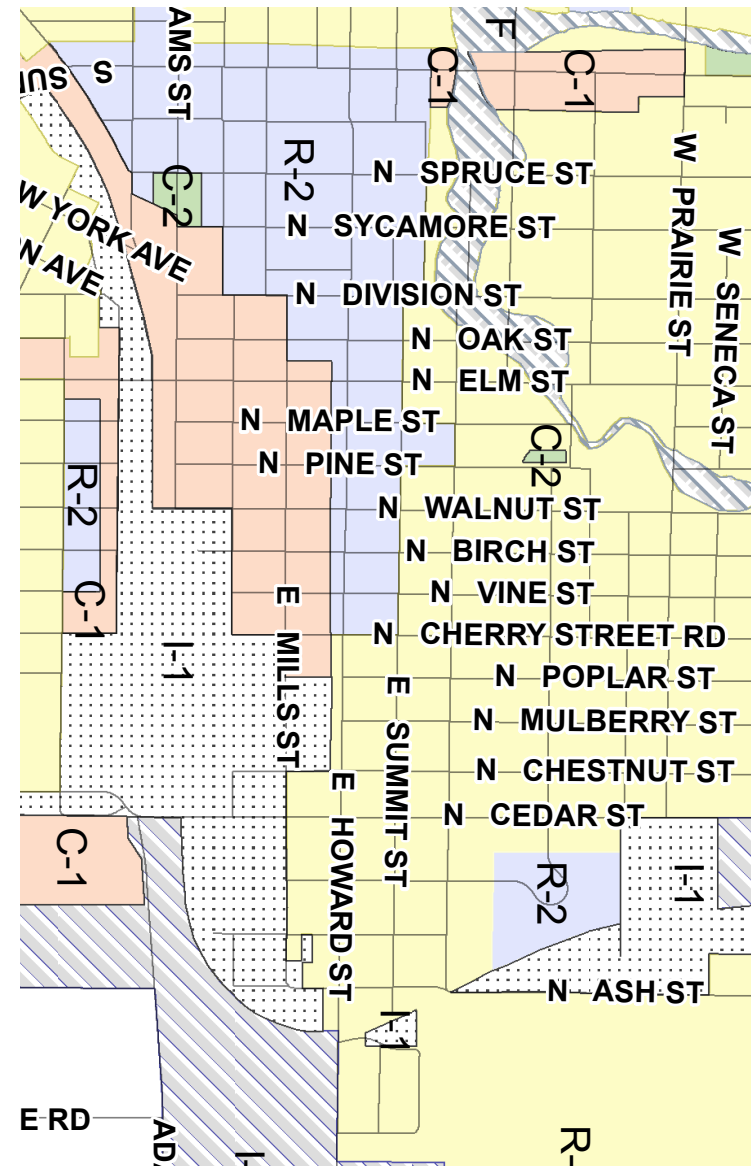 F
AMS ST
S
C-1
C-1
R-2
N SPRUCE ST
C-2
W YORK AVE
N SYCAMORE ST
W PRAIRIE ST
W SENECA ST
N AVE
N DIVISION ST
N OAK ST
N ELM ST
N MAPLE ST
C-2
N PINE ST
R-2
N WALNUT ST
N BIRCH ST
C-1
E MILLS ST
N VINE ST
N CHERRY STREET RD
I-1
E SUMMIT ST
N POPLAR ST
N MULBERRY ST
N CHESTNUT ST
E HOWARD ST
N CEDAR ST
C-1
R-2
I-1
N ASH ST
I-1
E RD
ADA
I-
R-